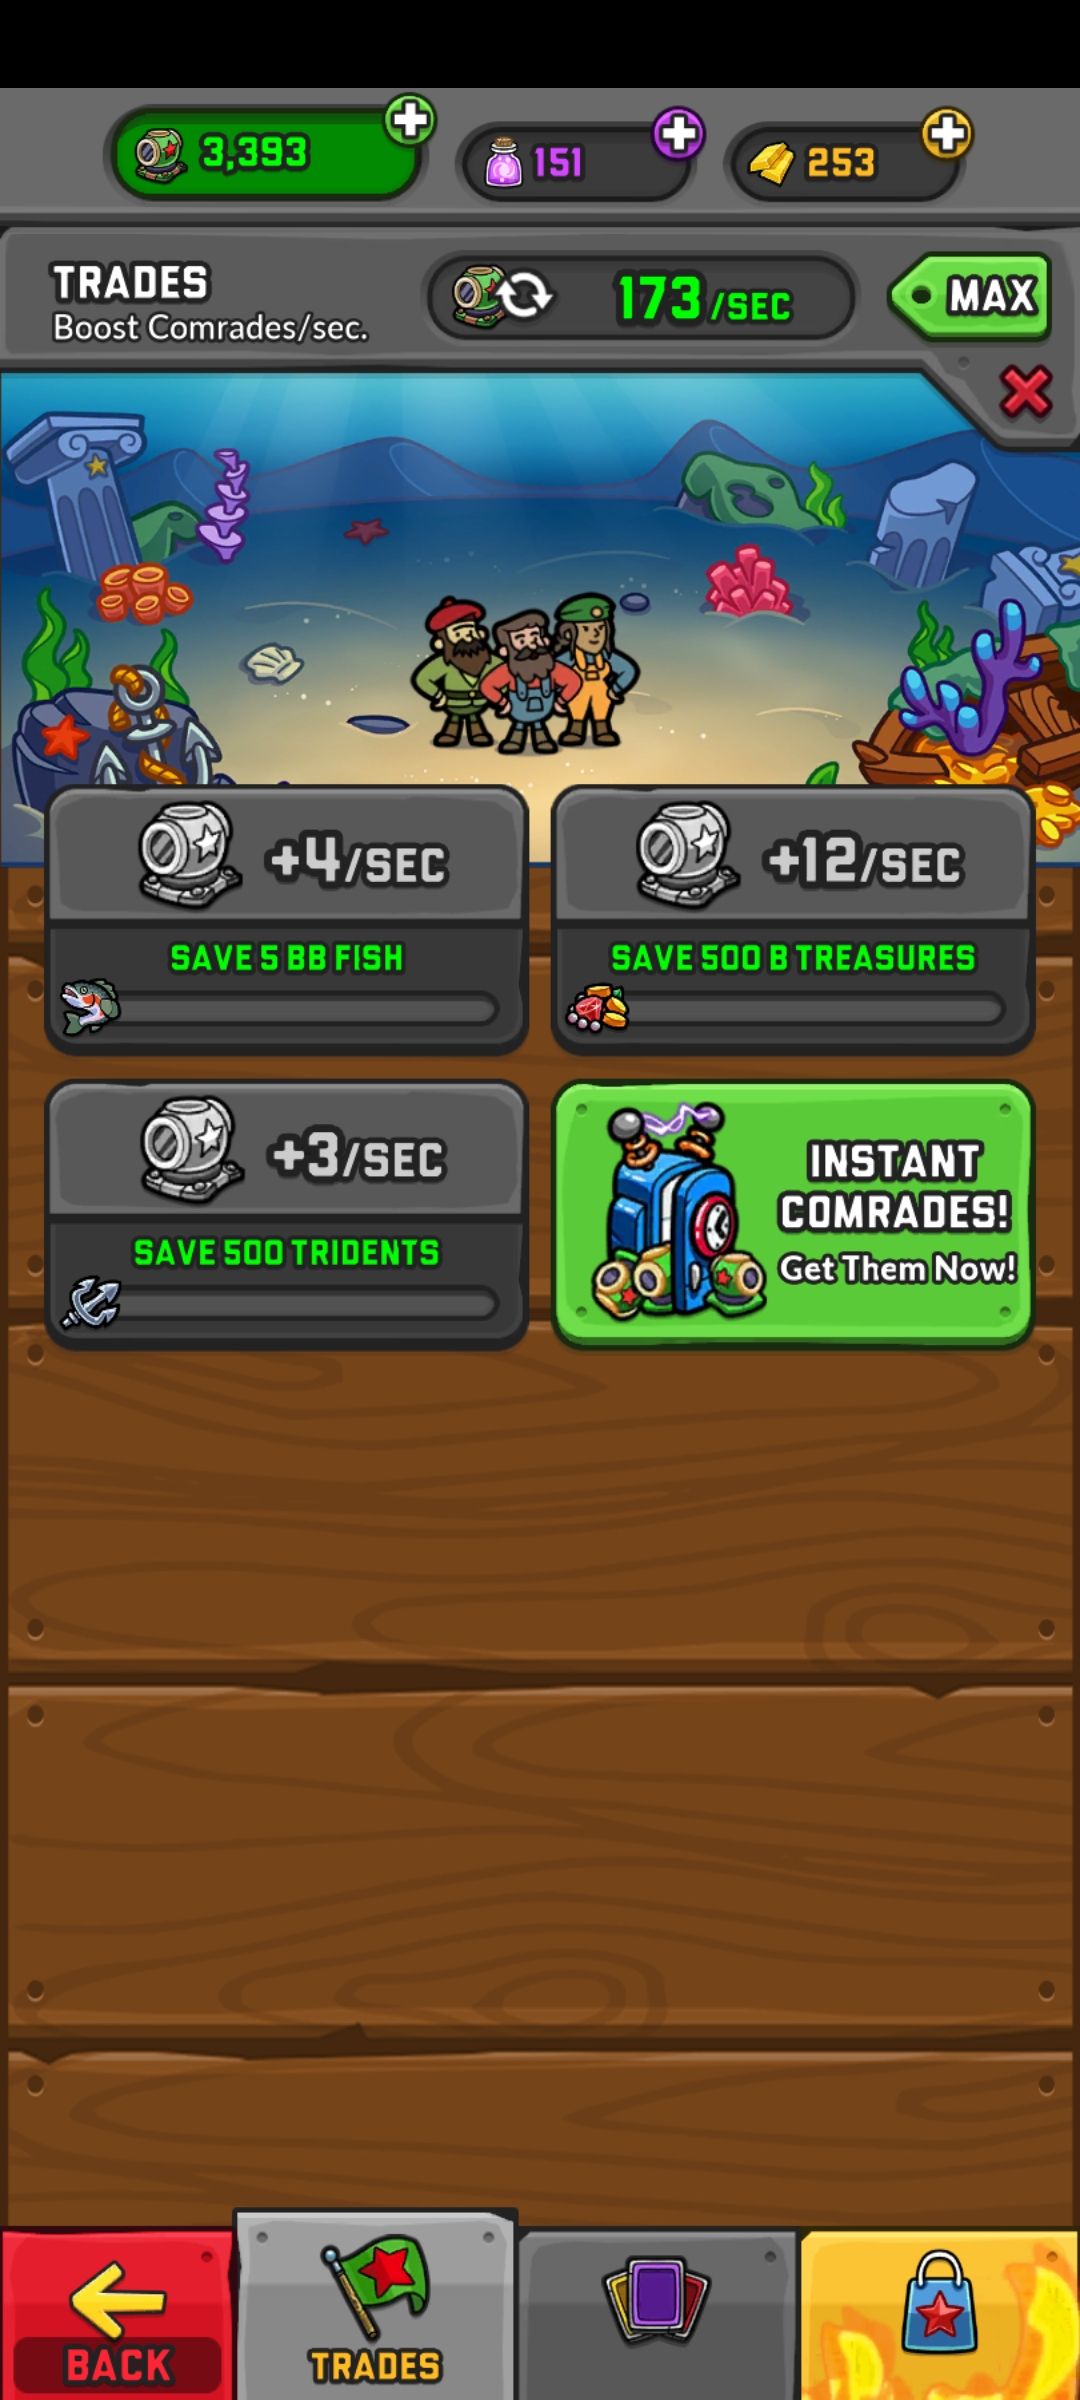 3,393
151
253
TRADES
Boost Comrades/sec.
173/SEC
MAX
+4/SEC
SAVE 5 BB FISH
+12/SEC
SAVE 500 B TREASURES
+3/SEC
SAVE 500 TRIDENTS
INSTANT
COMRADES!
Get Them Now!
BACK
TRADES